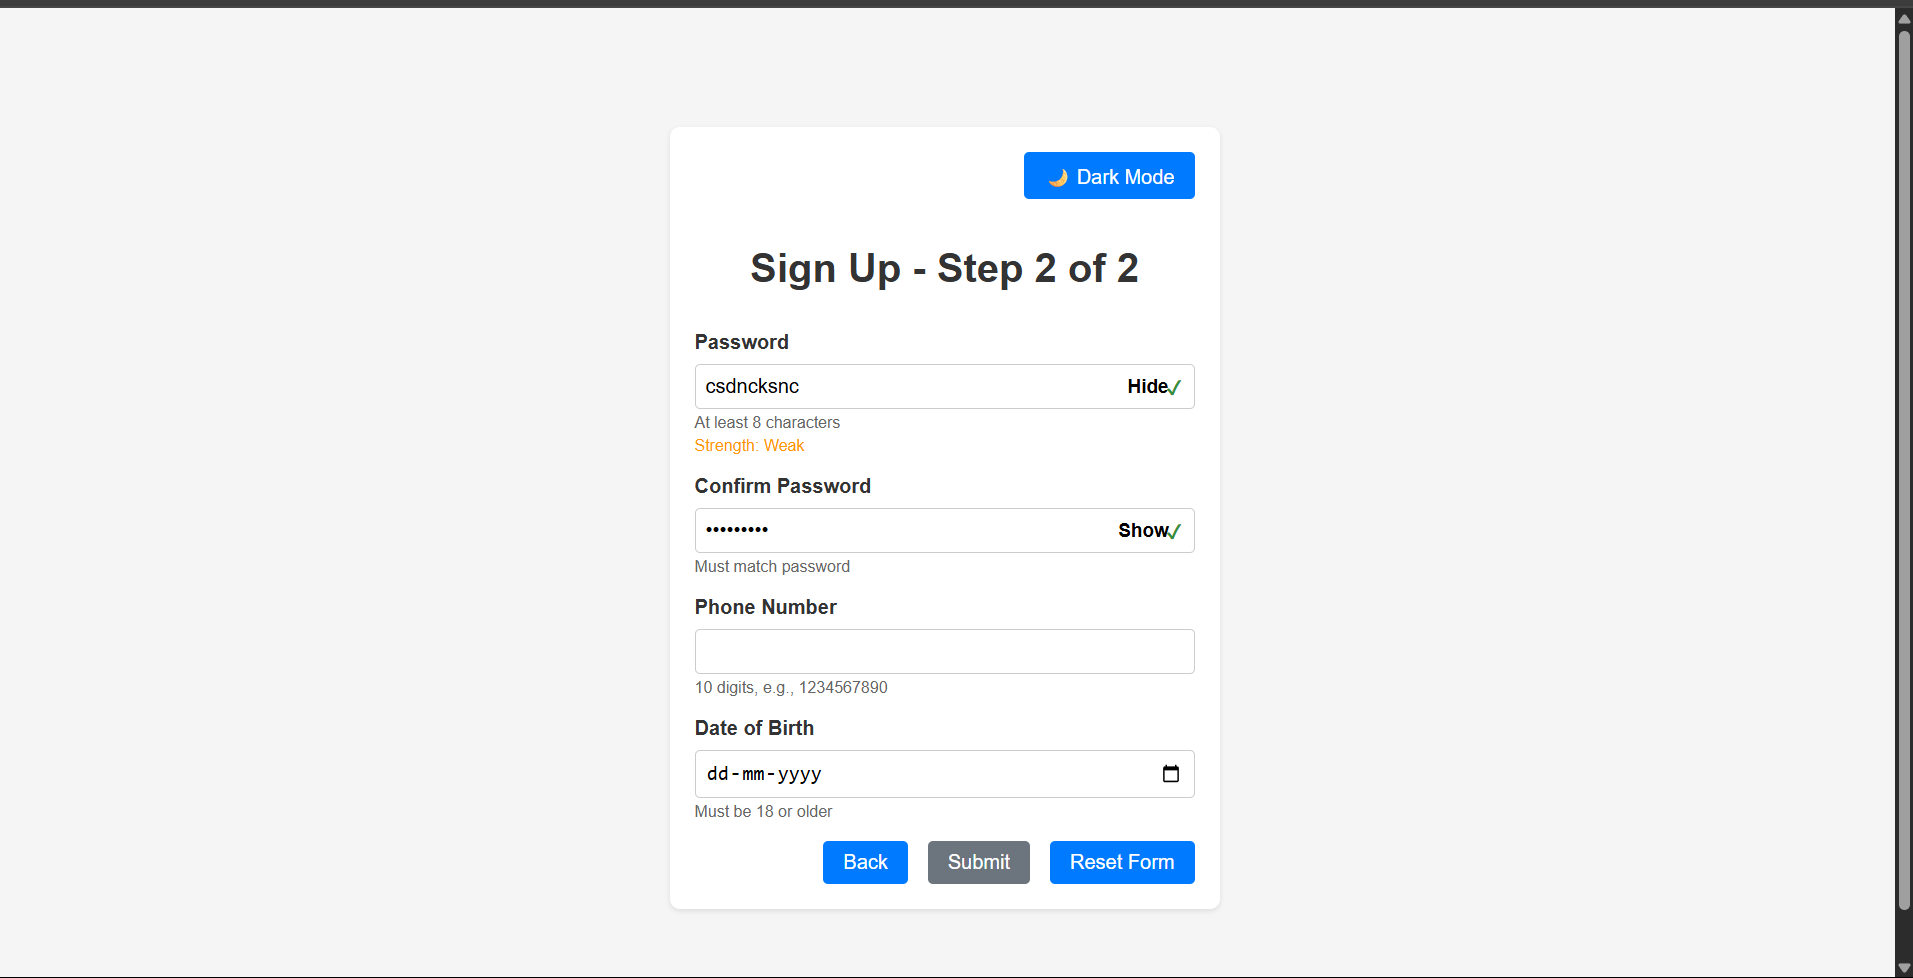 🌙 Dark Mode
Sign Up - Step 2 of 2
Password
csdncksnc Hide✓
At least 8 characters
Strength: Weak
Confirm Password
••••••••• Show✓
Must match password
Phone Number
10 digits, e.g., 1234567890
Date of Birth
dd-mm-yyyy
Must be 18 or older
Back Submit Reset Form